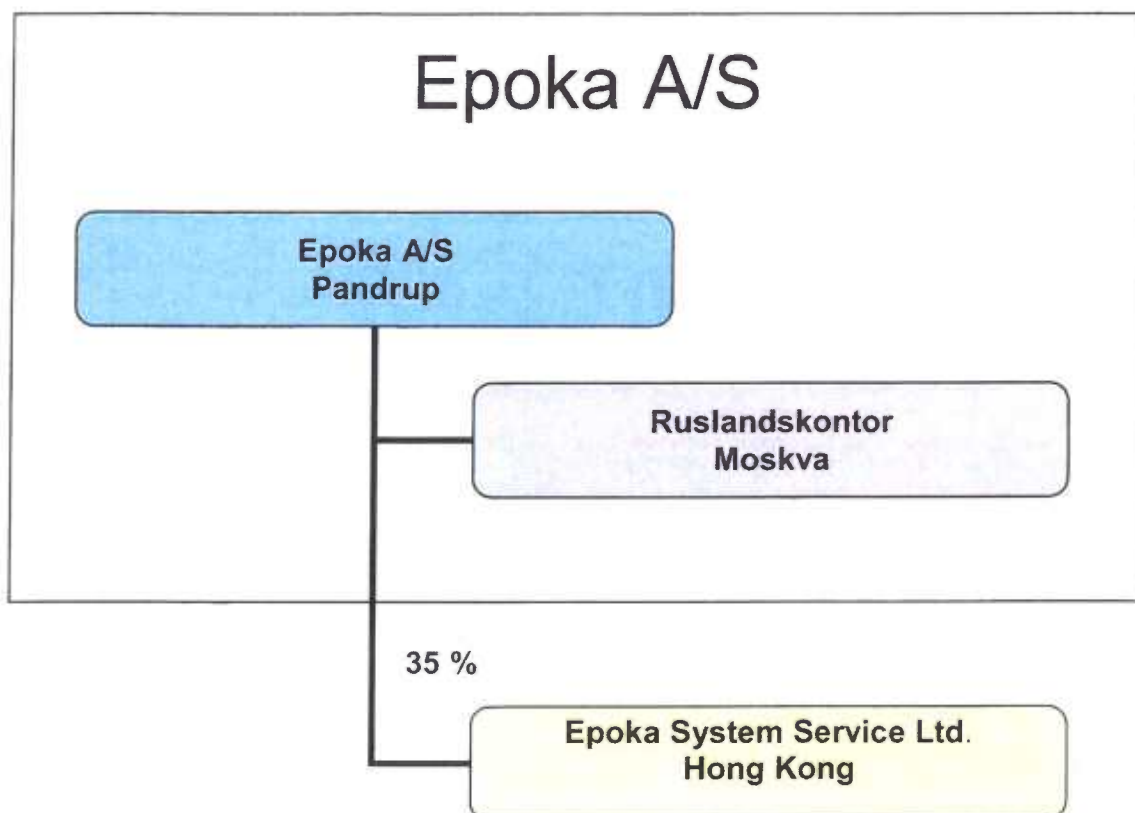 Epoka A/S
Epoka A/S
Pandrup
Ruslandskontor
Moskva
35 %
Epoka System Service Ltd.
Hong Kong